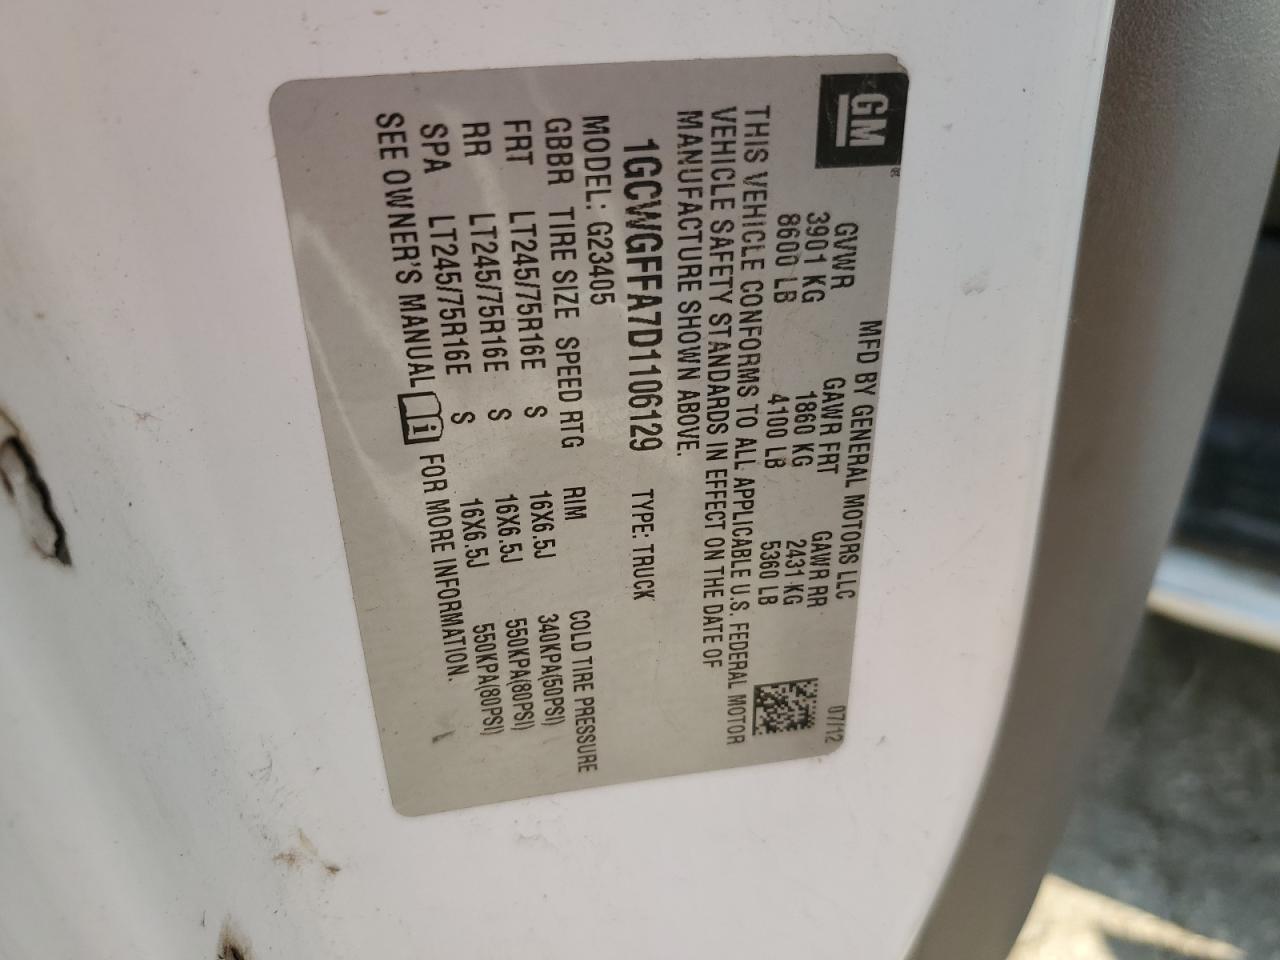 GM
MFD BY GENERAL MOTORS LLC 07/12
GVWR GAWR FRT GAWR RR
3901 KG 1860 KG 2431 KG
8600 LB 4100 LB 5360 LB
THIS VEHICLE CONFORMS TO ALL APPLICABLE U.S. FEDERAL MOTOR
VEHICLE SAFETY STANDARDS IN EFFECT ON THE DATE OF
MANUFACTURE SHOWN ABOVE.
1GCWGFFA7D1106129 TYPE: TRUCK
MODEL: G23405
GBBR TIRE SIZE SPEED RTG RIM COLD TIRE PRESSURE
FRT LT245/75R16E S 16X6.5J 340KPA(50PSI)
RR LT245/75R16E S 16X6.5J 550KPA(80PSI)
SPA LT245/75R16E S 16X6.5J 550KPA(80PSI)
SEE OWNER'S MANUAL FOR MORE INFORMATION.